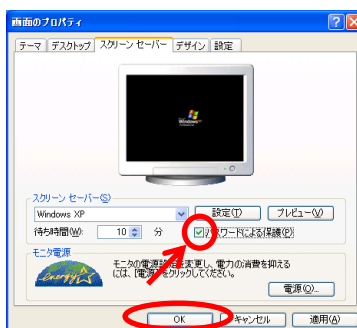 画面のプロパティ
テーマ デスクトップ スクリーン セーバー デザイン 設定
Windows
スクリーン セーバー(S)
Windows XP 設定(T) プレビュー(V)
待ち時間(W): 10 分 パスワードによる保護(P)
モニタ電源
モニタの電源設定を変更し、電力の消費を抑える
には、[電源]をクリックしてください。
energy
電源(O)...
OK キャンセル 適用(A)